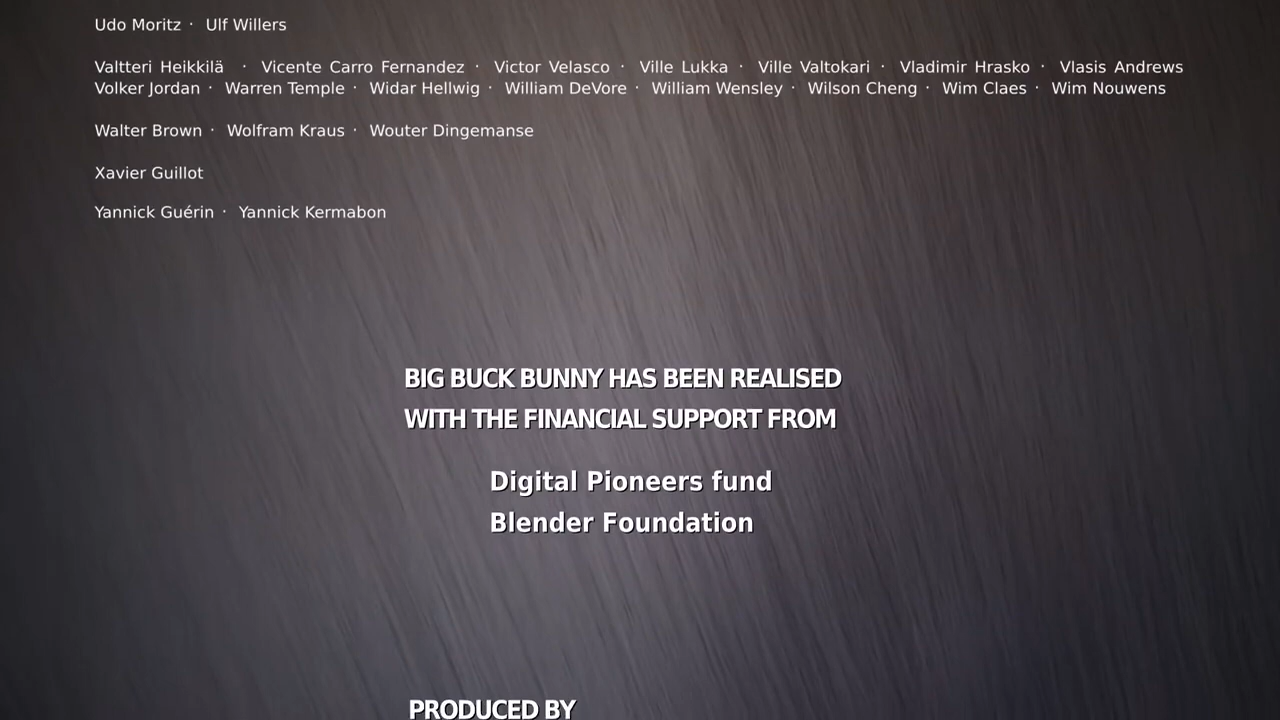 Udo Moritz · Ulf Willers
Valtteri Heikkilä · Vicente Carro Fernandez · Victor Velasco · Ville Lukka · Ville Valtokari · Vladimir Hrasko · Vlasis Andrews
Volker Jordan · Warren Temple · Widar Hellwig · William DeVore · William Wensley · Wilson Cheng · Wim Claes · Wim Nouwens
Walter Brown · Wolfram Kraus · Wouter Dingemanse
Xavier Guillot
Yannick Guérin · Yannick Kermabon
BIG BUCK BUNNY HAS BEEN REALISED
WITH THE FINANCIAL SUPPORT FROM
Digital Pioneers fund
Blender Foundation
PRODUCED BY